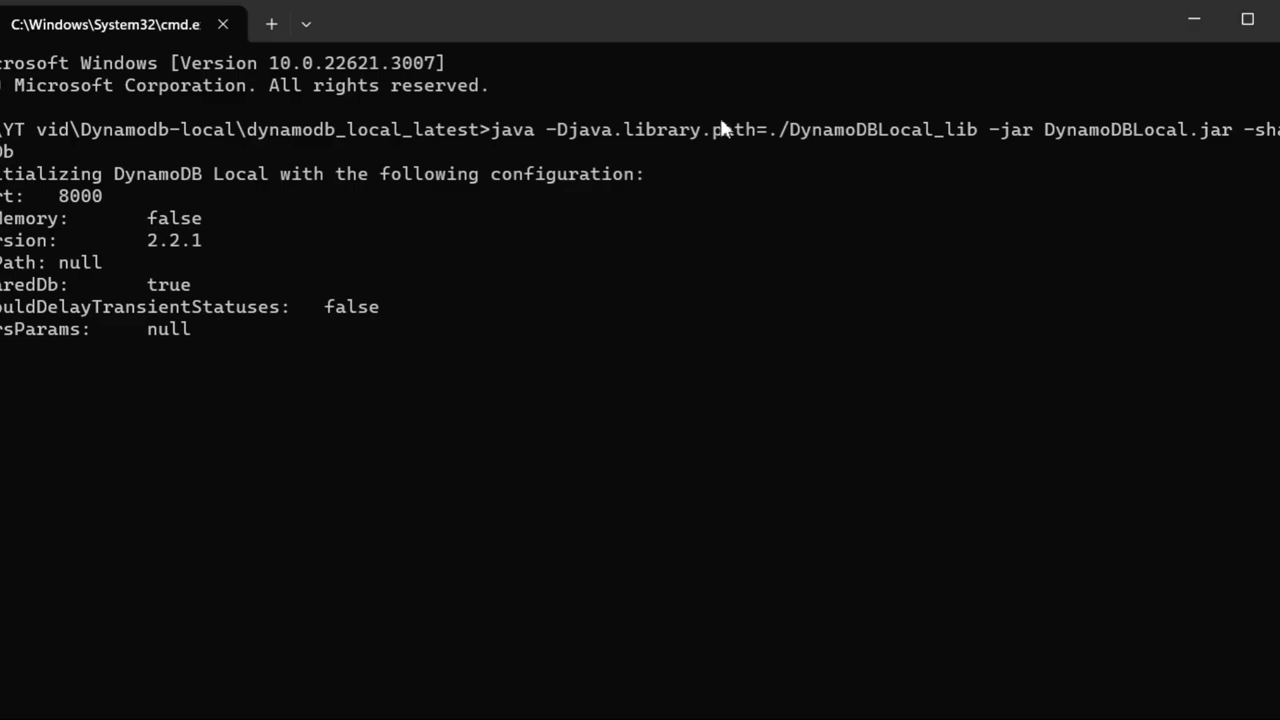 C:\Windows\System32\cmd.e
crosoft Windows [Version 10.0.22621.3007]
Microsoft Corporation. All rights reserved.
\YT vid\Dynamodb-local\dynamodb_local_latest>java -Djava.library.path=./DynamoDBLocal_lib -jar DynamoDBLocal.jar -sha
Db
tializing DynamoDB Local with the following configuration:
rt: 8000
Memory: false
rsion: 2.2.1
Path: null
aredDb: true
ouldDelayTransientStatuses: false
rsParams: null